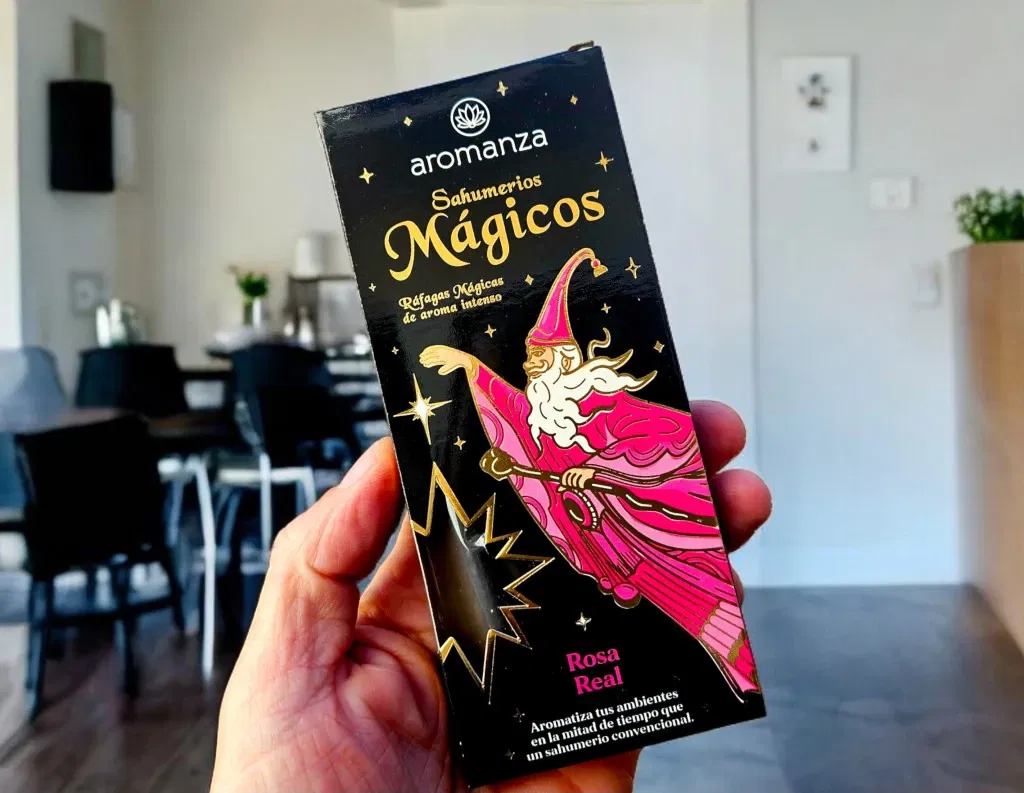 aromanza
Sahumerios
Mágicos
Ráfagas Mágicas
de aroma intenso
Rosa
Real
Aromatiza tus ambientes
en la mitad de tiempo que
un sahumerio convencional.